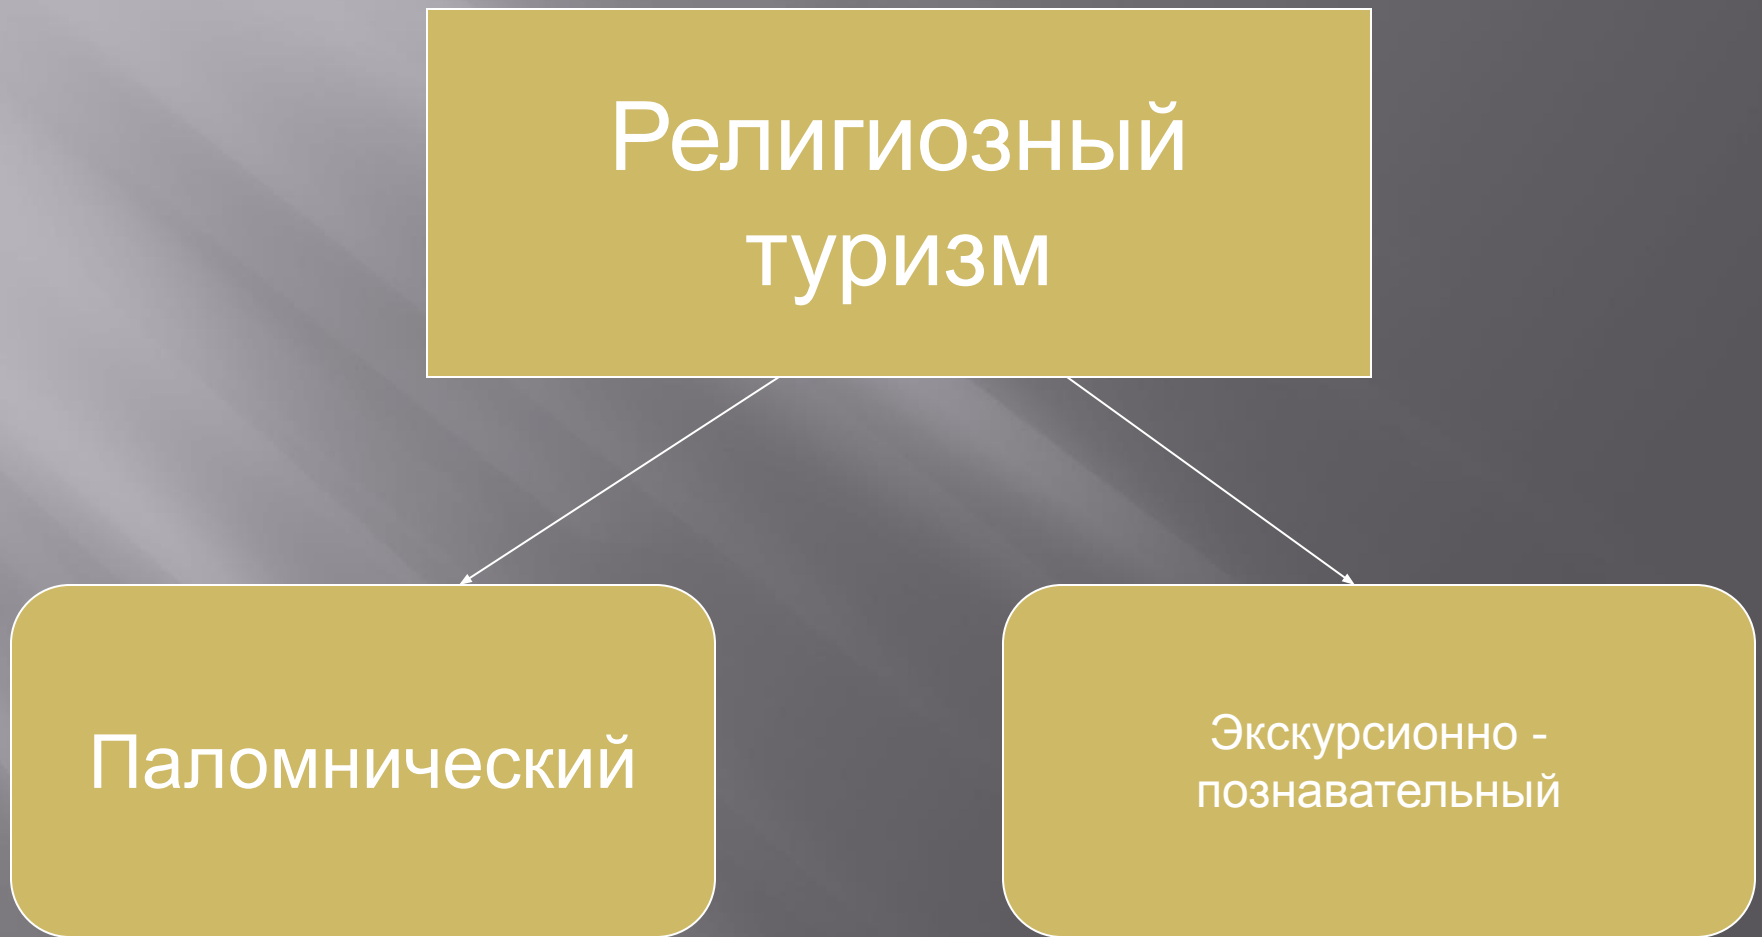 Религиозный
туризм
Паломнический
Экскурсионно -
познавательный